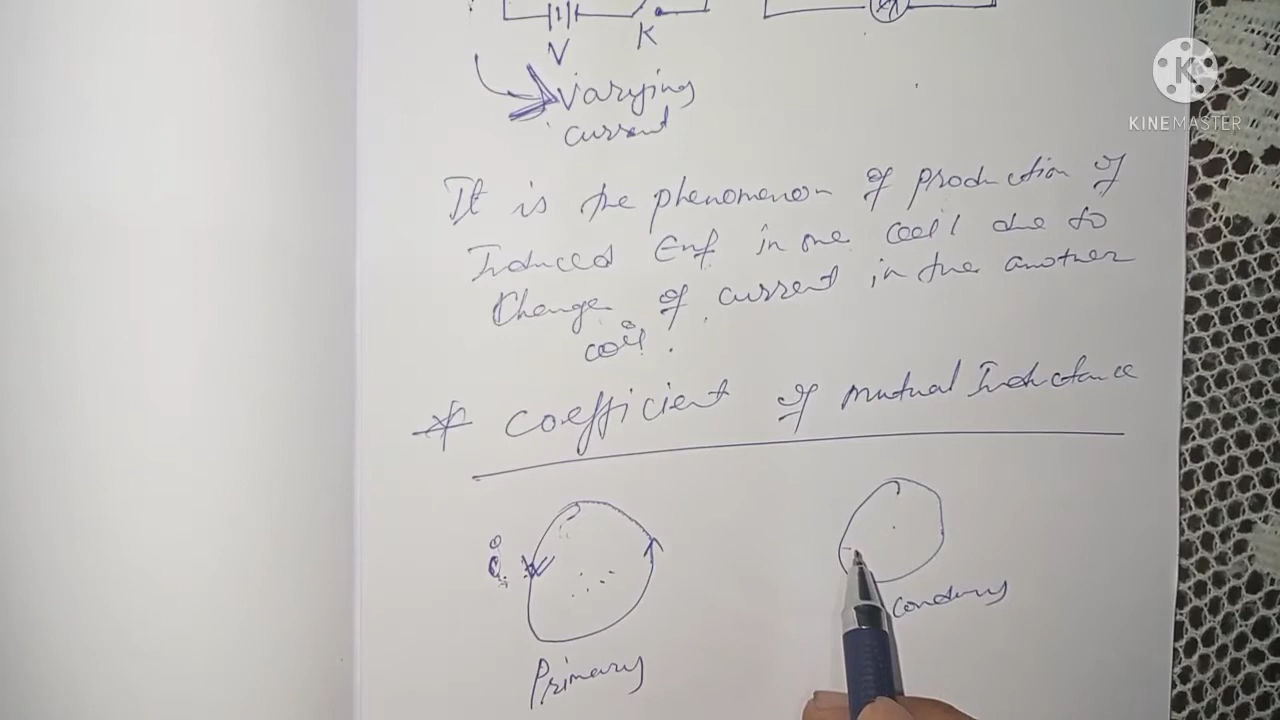 V
K
Varying
current
KINEMASTER
It is the phenomenon of production of
Induced Emf in one coil due to
Change of current in the another
coil.
* Coefficient of mutual Inductance
i
condary
Primary